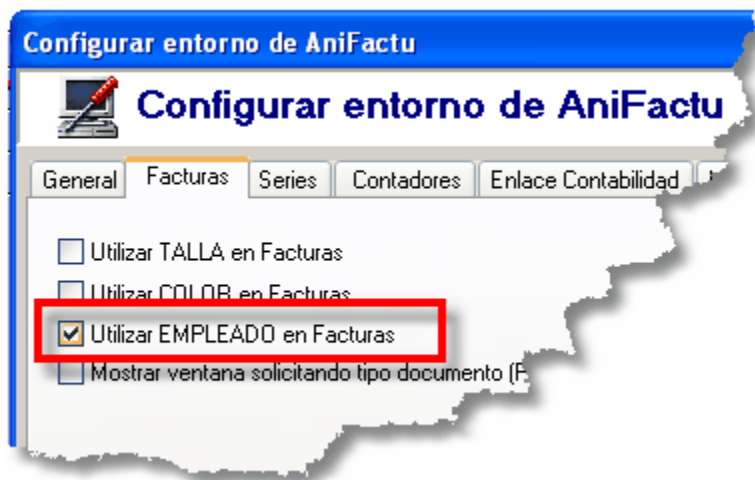 Configurar entorno de AniFactu
Configurar entorno de AniFactu
General Facturas Series Contadores Enlace Contabilidad
Utilizar TALLA en Facturas
Utilizar COLOR en Facturas
Utilizar EMPLEADO en Facturas
Mostrar ventana solicitando tipo documento (F